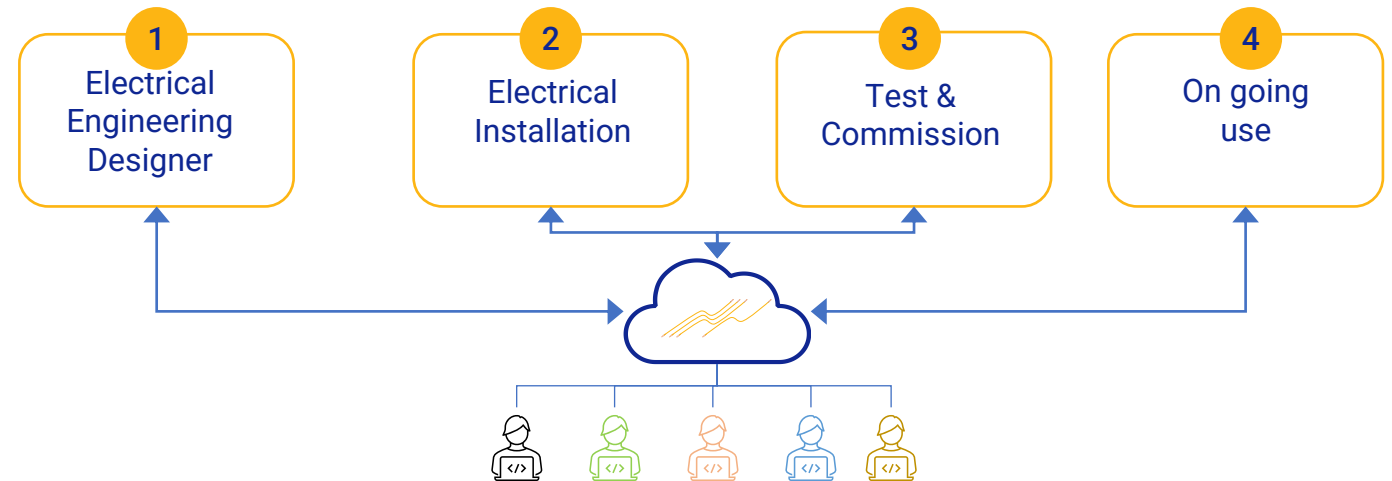 1
Electrical
Engineering
Designer
2
Electrical
Installation
3
Test &
Commission
4
On going
use
</>
</>
</>
</>
</>